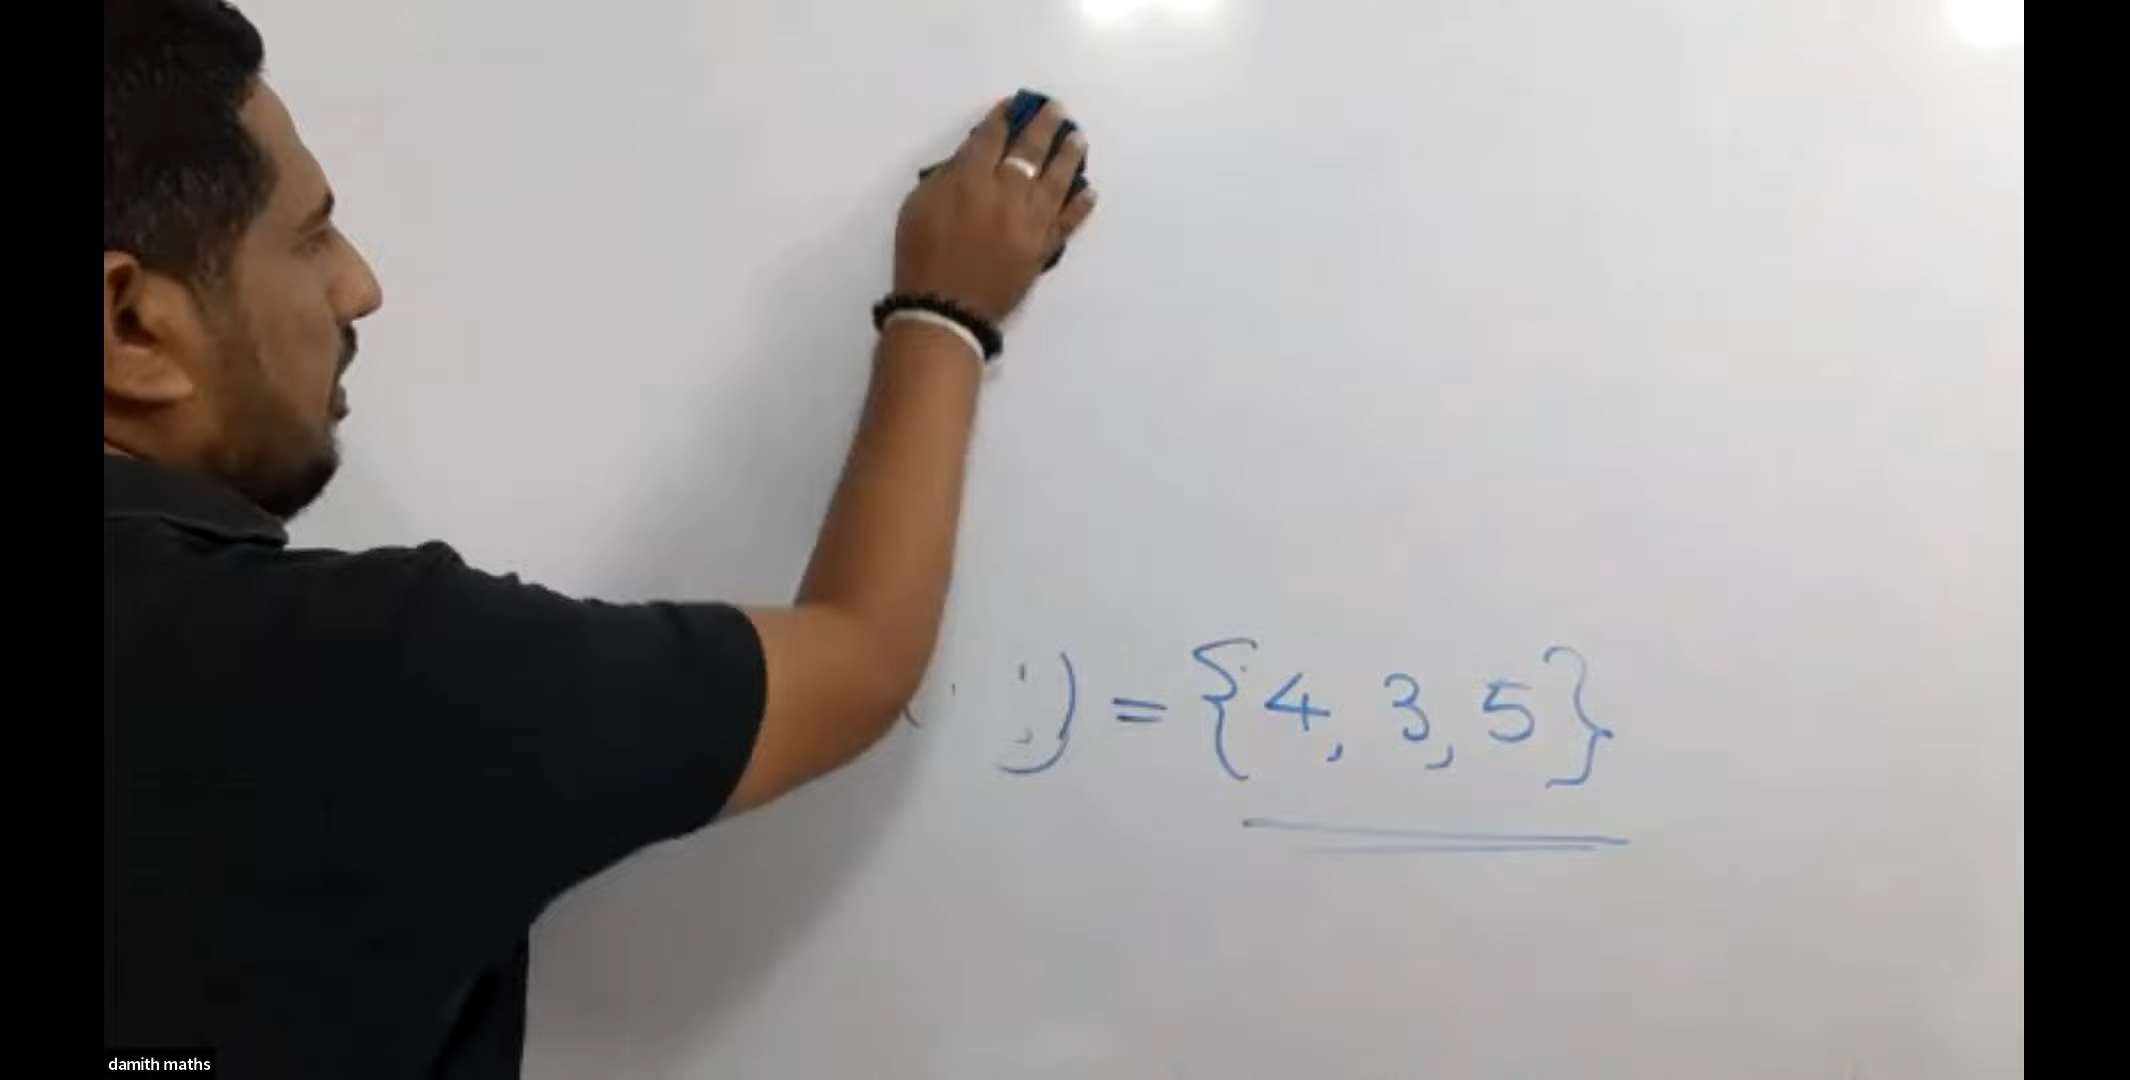 ) = {4, 3, 5}
damith maths